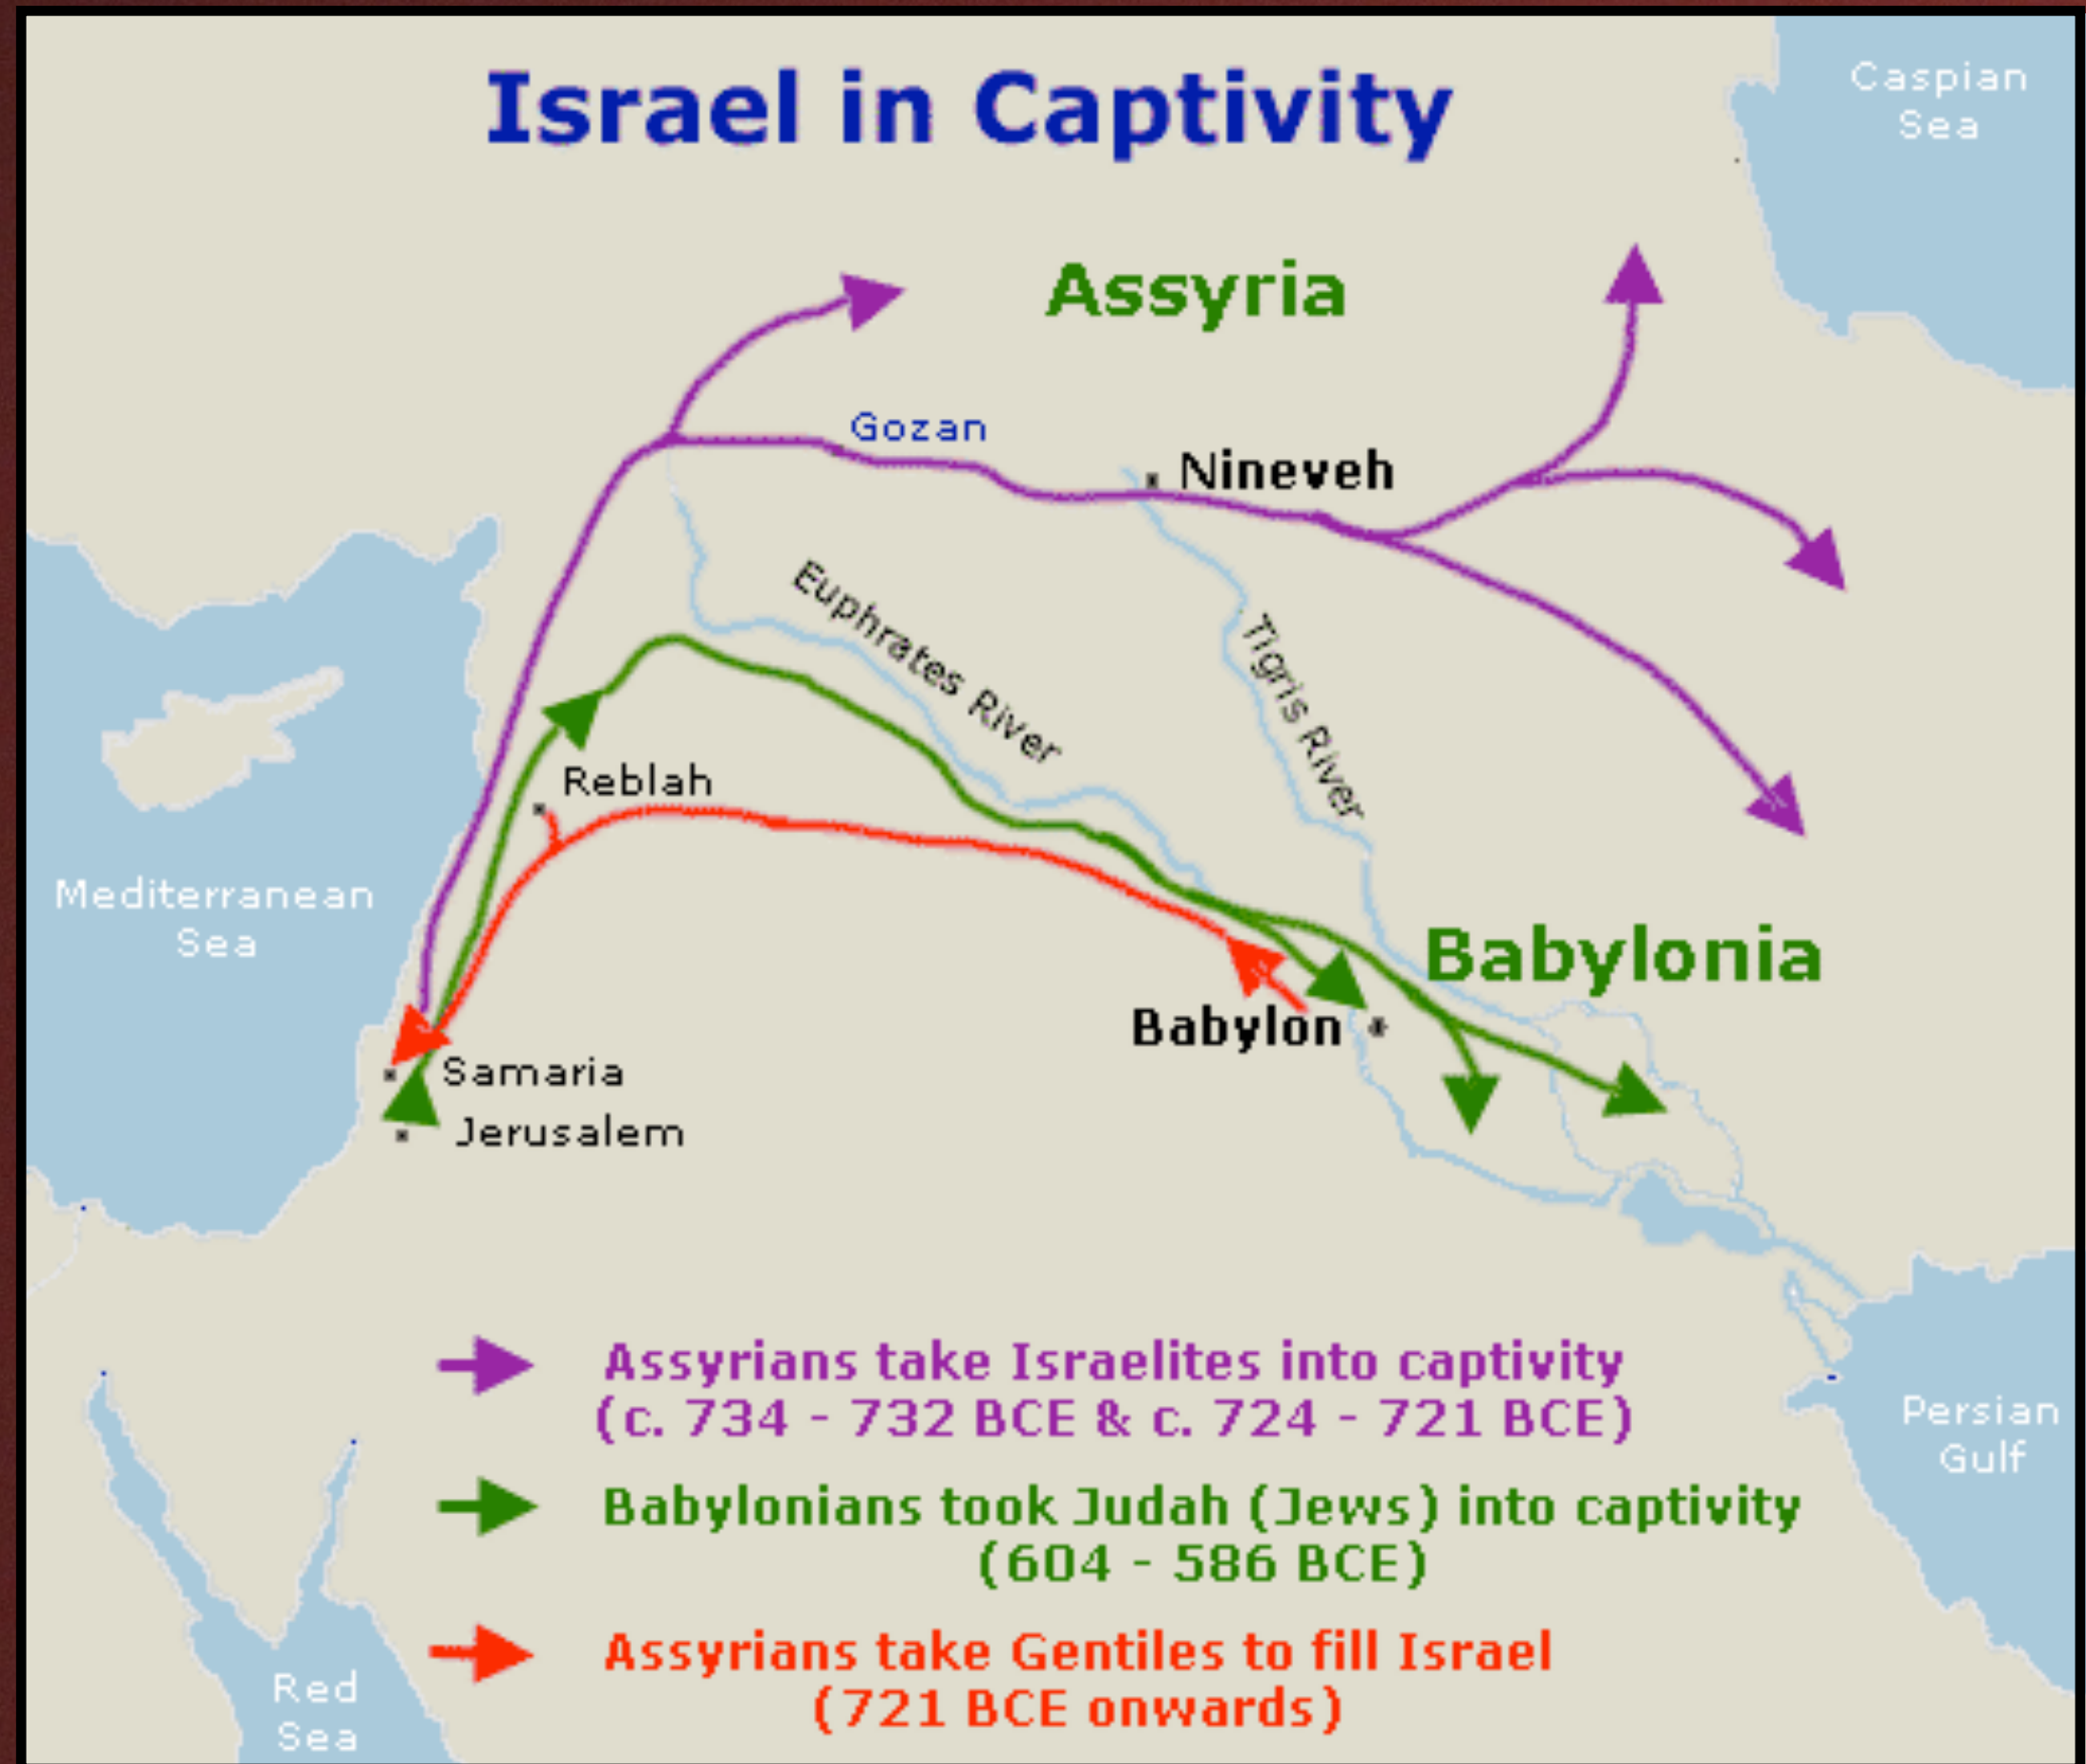 Israel in Captivity
Caspian
Sea
Assyria
Gozan
Nineveh
Euphrates River
Tigris River
Reblah
Mediterranean
Sea
Babylonia
Babylon
Samaria
Jerusalem
Assyrians take Israelites into captivity
(c. 734 - 732 BCE & c. 724 - 721 BCE)
Persian
Gulf
Babylonians took Judah (Jews) into captivity
(604 - 586 BCE)
Assyrians take Gentiles to fill Israel
(721 BCE onwards)
Red
Sea